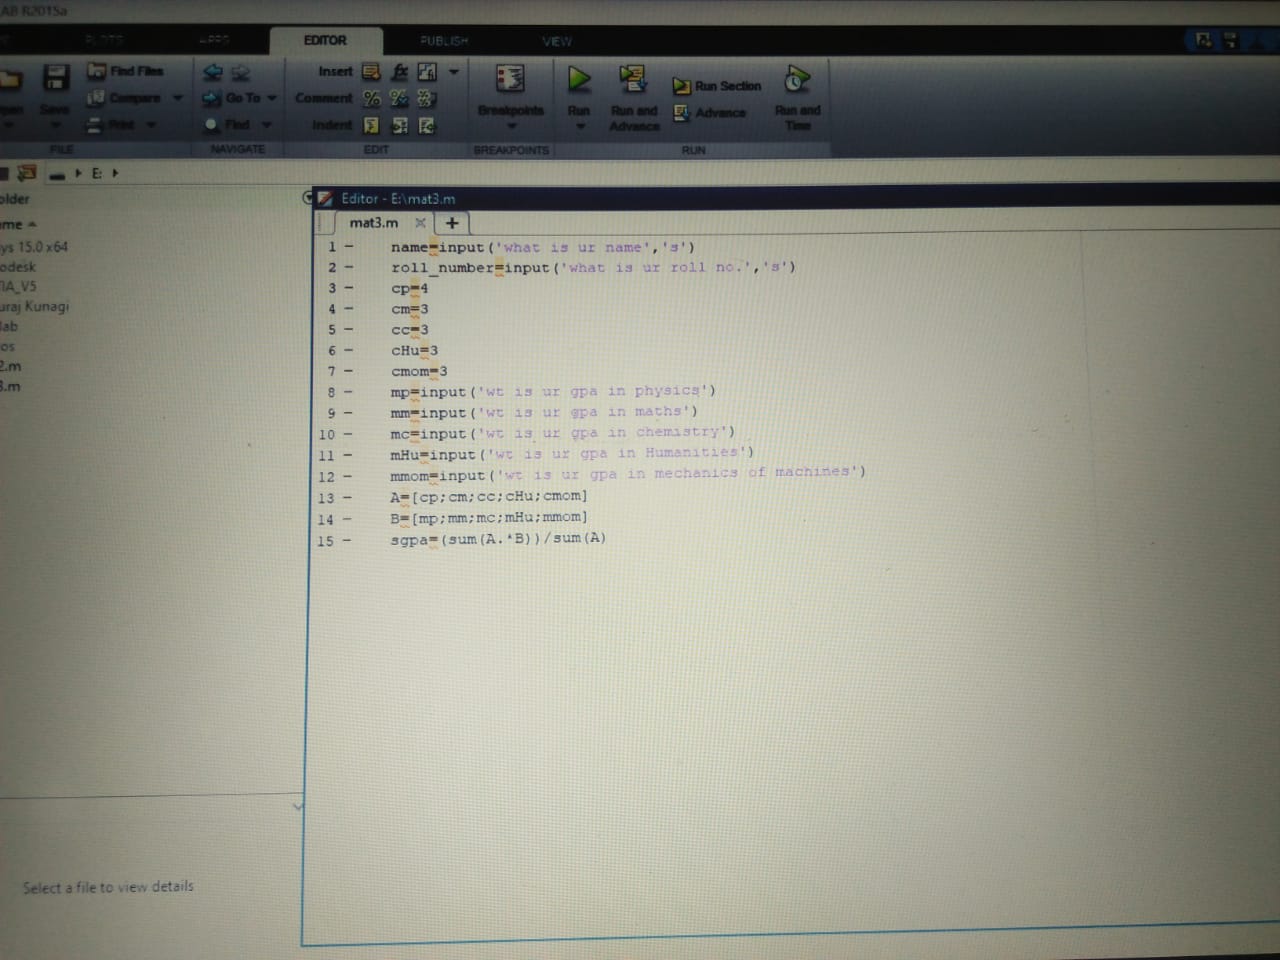 AB R2015a
PLOTS APPS EDITOR PUBLISH VIEW
Find Files
Insert
Compare
Go To
Comment
Run Section
Save
Breakpoints
Run
Run and Advance
Advance
Run and Time
Print
Find
Indent
FILE NAVIGATE EDIT BREAKPOINTS RUN
E:
older
Editor - E:\mat3.m
me
mat3.m
ys 15.0 x64
odesk
TIA_V5
uraj Kunagi
lab
os
2.m
3.m
1 – name=input('what is ur name','s')
2 – roll_number=input('what is ur roll no.','s')
3 – cp=4
4 – cm=3
5 – cc=3
6 – cHu=3
7 – cmom=3
8 – mp=input('wt is ur gpa in physics')
9 – mm=input('wt is ur gpa in maths')
10 – mc=input('wt is ur gpa in chemistry')
11 – mHu=input('wt is ur gpa in Humanities')
12 – mmom=input('wt is ur gpa in mechanics of machines')
13 – A=[cp;cm;cc;cHu;cmom]
14 – B=[mp;mm;mc;mHu;mmom]
15 – sgpa=(sum(A.*B))/sum(A)
Select a file to view details